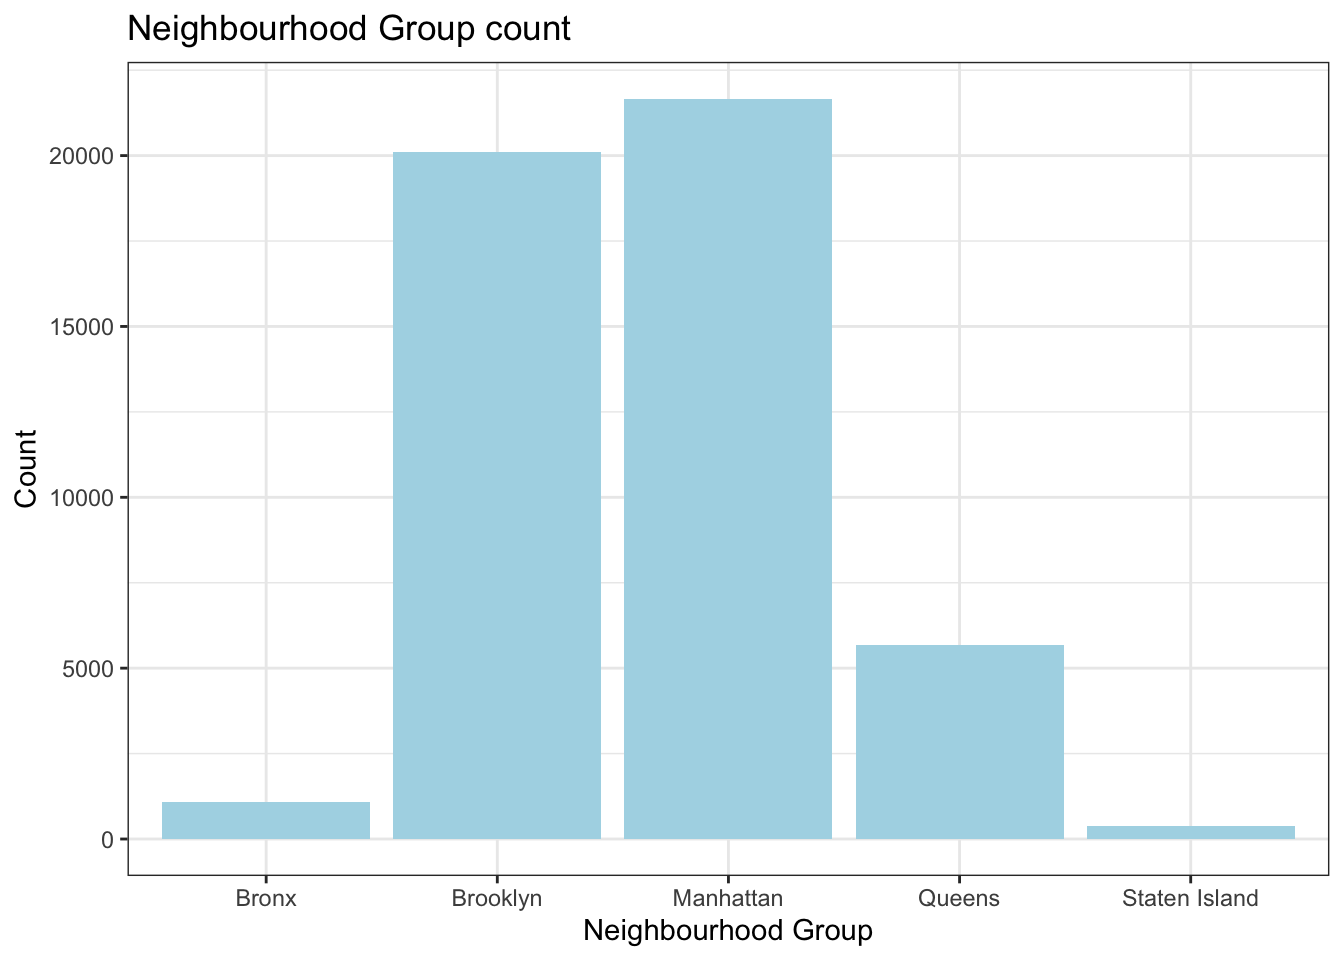 Neighbourhood Group count
Count
20000
15000
10000
5000
0
Bronx Brooklyn Manhattan Queens Staten Island
Neighbourhood Group